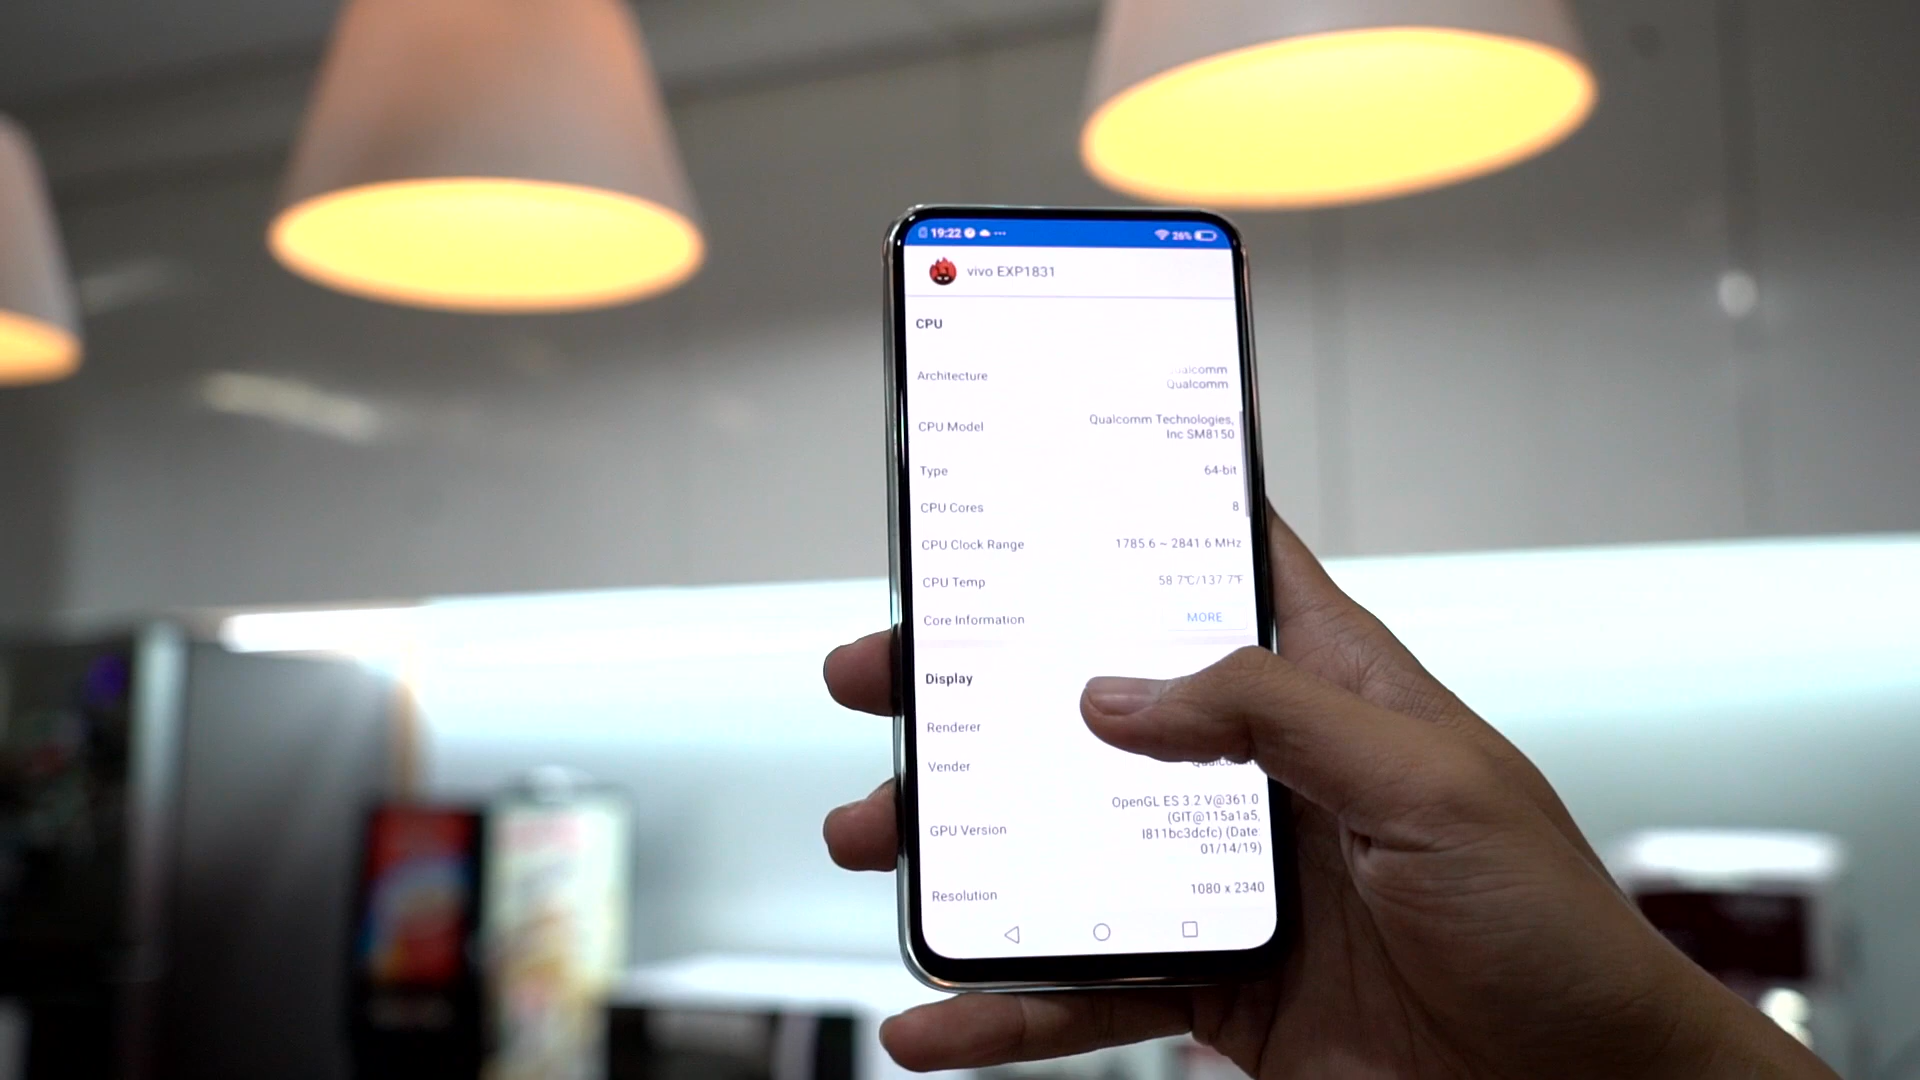 19:22
26%
vivo EXP1831
CPU
Architecture
Qualcomm
CPU Model
Qualcomm Technologies,
Inc SM8150
Type
64-bit
CPU Cores
8
CPU Clock Range
1785.6 ~ 2841.6 MHz
CPU Temp
58.7℃/137.7℉
Core Information
MORE
Display
Renderer
Vender
GPU Version
OpenGL ES 3.2 V@361.0
(GIT@115a1a5,
I811bc3dcfc) (Date
01/14/19)
Resolution
1080 x 2340